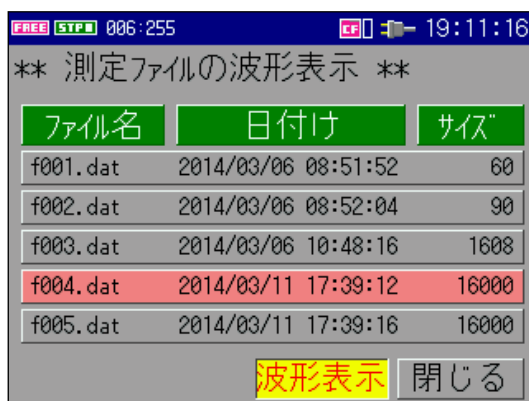 FREE STPⅢ 006:255 CF 19:11:16
** 測定ファイルの波形表示 **
ファイル名 日付け サイズ
f001.dat 2014/03/06 08:51:52 60
f002.dat 2014/03/06 08:52:04 90
f003.dat 2014/03/06 10:48:16 1608
f004.dat 2014/03/11 17:39:12 16000
f005.dat 2014/03/11 17:39:16 16000
波形表示 閉じる